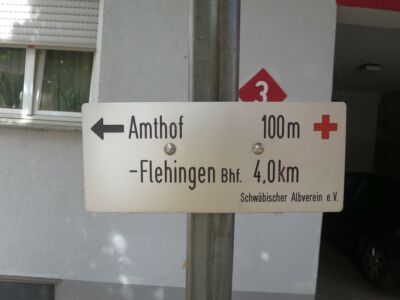 3
← Amthof 100m
-Flehingen Bhf. 4,0km
Schwäbischer Albverein e.V.